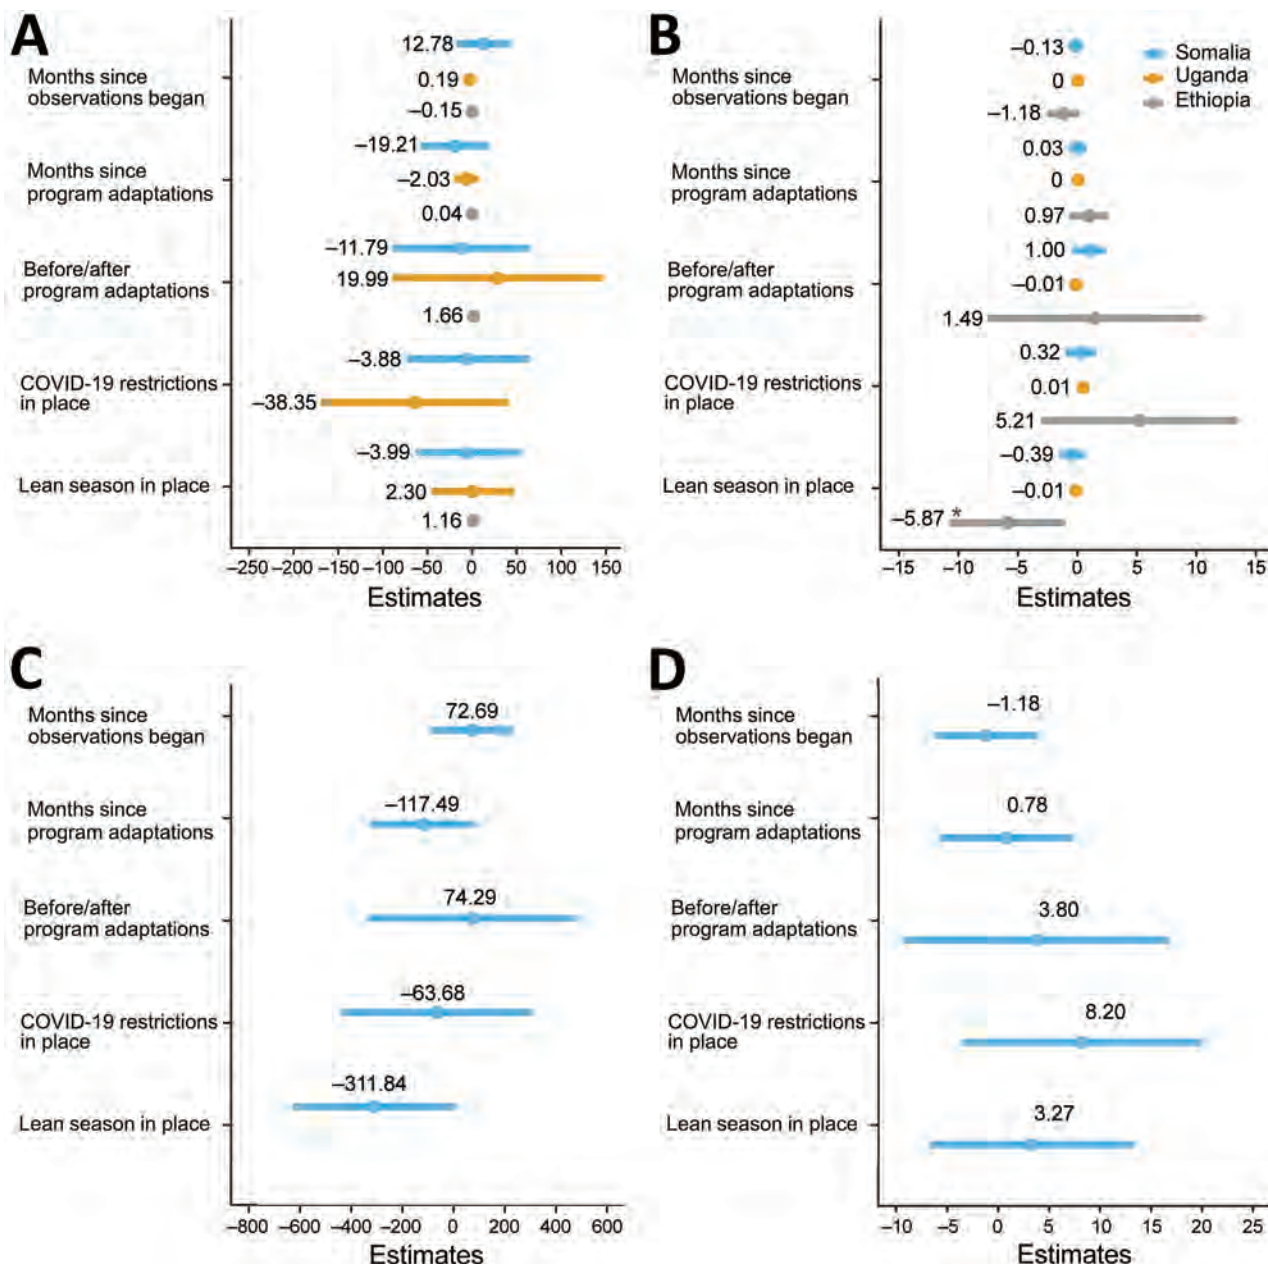 A
12.78
Months since
observations began
0.19
–0.15
–19.21
Months since
program adaptations
–2.03
0.04
–11.79
Before/after
program adaptations
19.99
1.66
–3.88
COVID-19 restrictions
in place
–38.35
–3.99
Lean season in place
2.30
1.16
–250 –200 –150 –100 –50 0 50 100 150
Estimates
B
–0.13
Months since
observations began
0
–1.18
0.03
Months since
program adaptations
0
0.97
1.00
Before/after
program adaptations
–0.01
1.49
0.32
COVID-19 restrictions
in place
0.01
5.21
–0.39
Lean season in place
–0.01
–5.87 *
–15 –10 –5 0 5 10 15
Estimates
Somalia
Uganda
Ethiopia
C
72.69
Months since
observations began
–117.49
Months since
program adaptations
74.29
Before/after
program adaptations
–63.68
COVID-19 restrictions
in place
–311.84
Lean season in place
–800 –600 –400 –200 0 200 400 600
Estimates
D
–1.18
Months since
observations began
0.78
Months since
program adaptations
3.80
Before/after
program adaptations
8.20
COVID-19 restrictions
in place
3.27
Lean season in place
–10 –5 0 5 10 15 20 25
Estimates